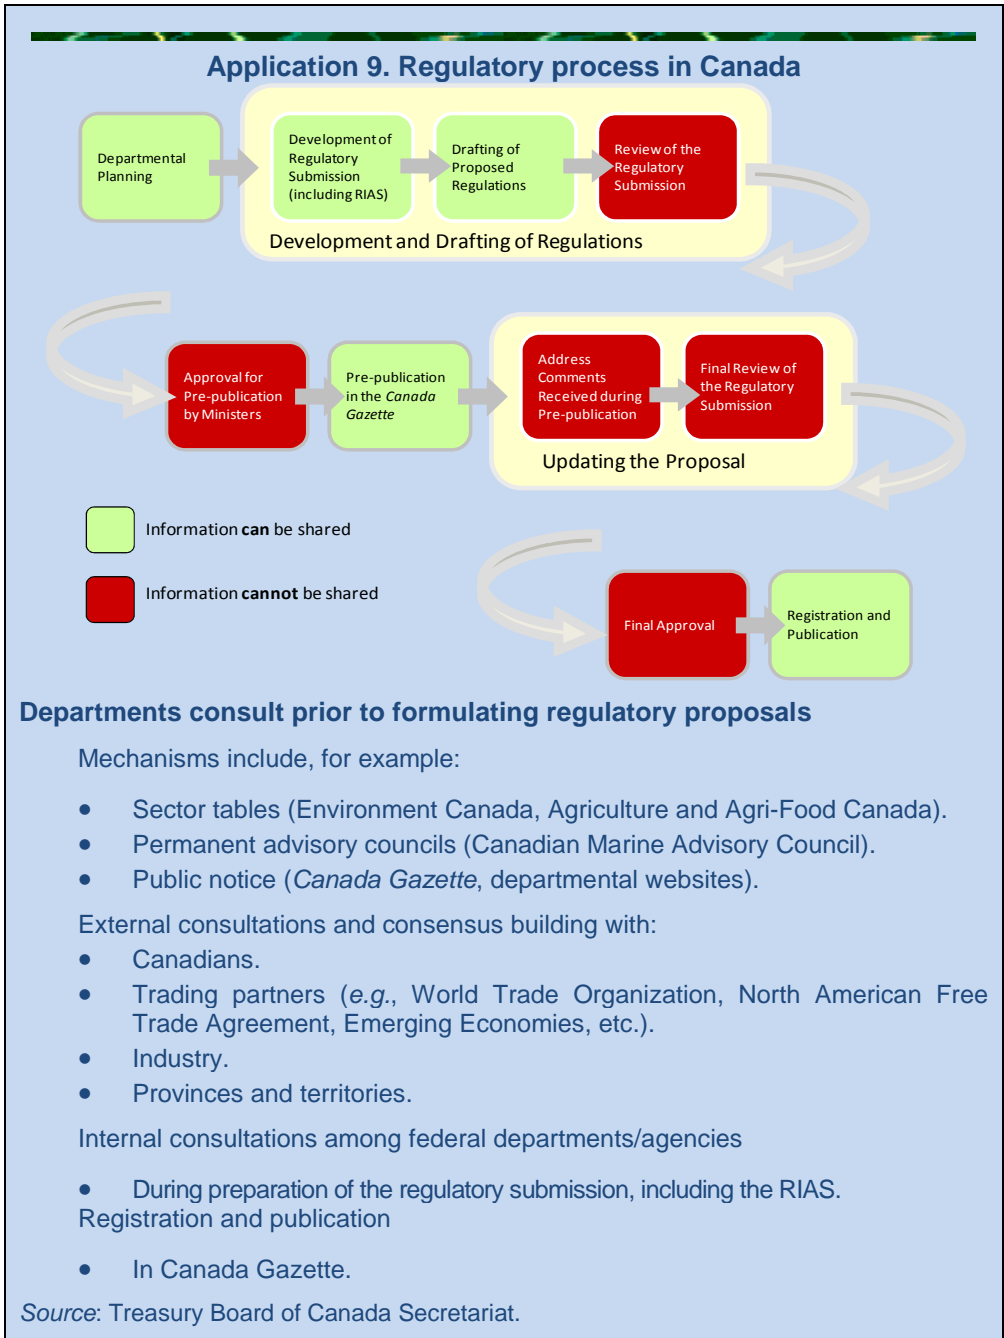 Application 9. Regulatory process in Canada
Departmental
Planning
Development of
Regulatory
Submission
(including RIAS)
Drafting of
Proposed
Regulations
Review of the
Regulatory
Submission
Development and Drafting of Regulations
Approval for
Pre-publication
by Ministers
Pre-publication
in the Canada
Gazette
Address
Comments
Received during
Pre-publication
Final Review of
the Regulatory
Submission
Updating the Proposal
Information can be shared
Information cannot be shared
Final Approval
Registration and
Publication
Departments consult prior to formulating regulatory proposals
Mechanisms include, for example:
• Sector tables (Environment Canada, Agriculture and Agri-Food Canada).
• Permanent advisory councils (Canadian Marine Advisory Council).
• Public notice (Canada Gazette, departmental websites).
External consultations and consensus building with:
• Canadians.
• Trading partners (e.g., World Trade Organization, North American Free
Trade Agreement, Emerging Economies, etc.).
• Industry.
• Provinces and territories.
Internal consultations among federal departments/agencies
• During preparation of the regulatory submission, including the RIAS.
Registration and publication
• In Canada Gazette.
Source: Treasury Board of Canada Secretariat.